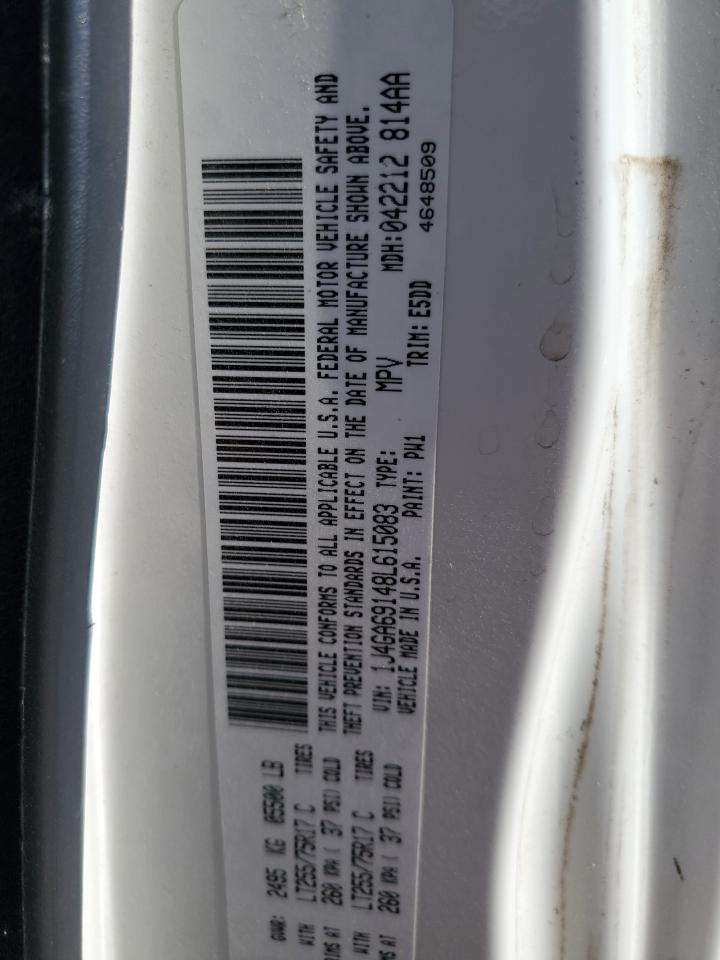 GVWR: 2495 KG 05500 LB
WITH LT255/75R17 C TIRES
RIMS AT 260 KPA ( 37 PSI) COLD
WITH LT255/75R17 C TIRES
RIMS AT 260 KPA ( 37 PSI) COLD
THIS VEHICLE CONFORMS TO ALL APPLICABLE U.S.A. FEDERAL MOTOR VEHICLE SAFETY AND
THEFT PREVENTION STANDARDS IN EFFECT ON THE DATE OF MANUFACTURE SHOWN ABOVE.
VIN: 1J4GA69148L615083 TYPE: MPV MDH: 042212 814AA
VEHICLE MADE IN U.S.A. PAINT: PW1 TRIM: E5DD 4648509